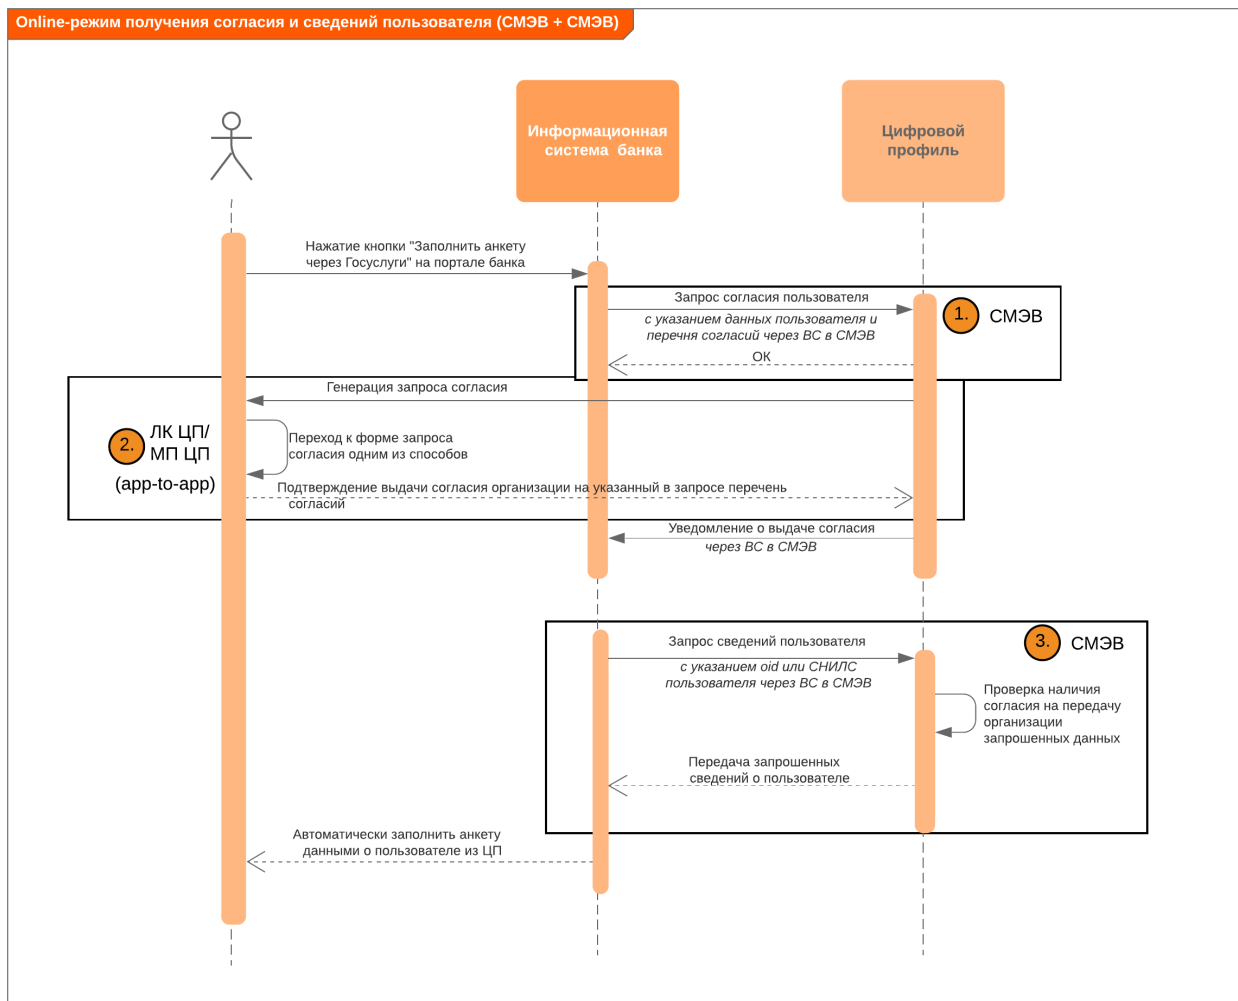 Online-режим получения согласия и сведений пользователя (СМЭВ + СМЭВ)
Информационная
система банка
Цифровой
профиль
Нажатие кнопки "Заполнить анкету
через Госуслуги" на портале банка
Запрос согласия пользователя
с указанием данных пользователя и
перечня согласий через ВС в СМЭВ
1.
СМЭВ
ОК
Генерация запроса согласия
2.
ЛК ЦП/
МП ЦП
(app-to-app)
Переход к форме запроса
согласия одним из способов
Подтверждение выдачи согласия организации на указанный в запросе перечень
согласий
Уведомление о выдаче согласия
через ВС в СМЭВ
3.
СМЭВ
Запрос сведений пользователя
с указанием oid или СНИЛС
пользователя через ВС в СМЭВ
Проверка наличия
согласия на передачу
организации
запрошенных данных
Передача запрошенных
сведений о пользователе
Автоматически заполнить анкету
данными о пользователе из ЦП